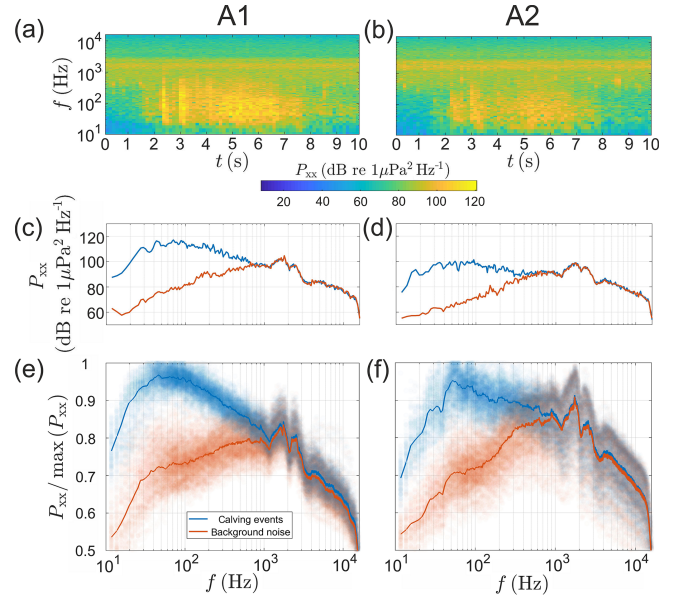 A1 A2
(a) (b)
10⁴
10³
10²
10¹
f (Hz)
0 1 2 3 4 5 6 7 8 9 10
0 1 2 3 4 5 6 7 8 9 10
t (s) t (s)
Pxx (dB re 1μPa² Hz⁻¹)
20 40 60 80 100 120
(c) (d)
Pxx
(dB re 1μPa² Hz⁻¹)
120
100
80
60
(e) (f)
Pxx/ max (Pxx)
1
0.9
0.8
0.7
0.6
0.5
Calving events
Background noise
10¹ 10² 10³ 10⁴
10¹ 10² 10³ 10⁴
f (Hz) f (Hz)